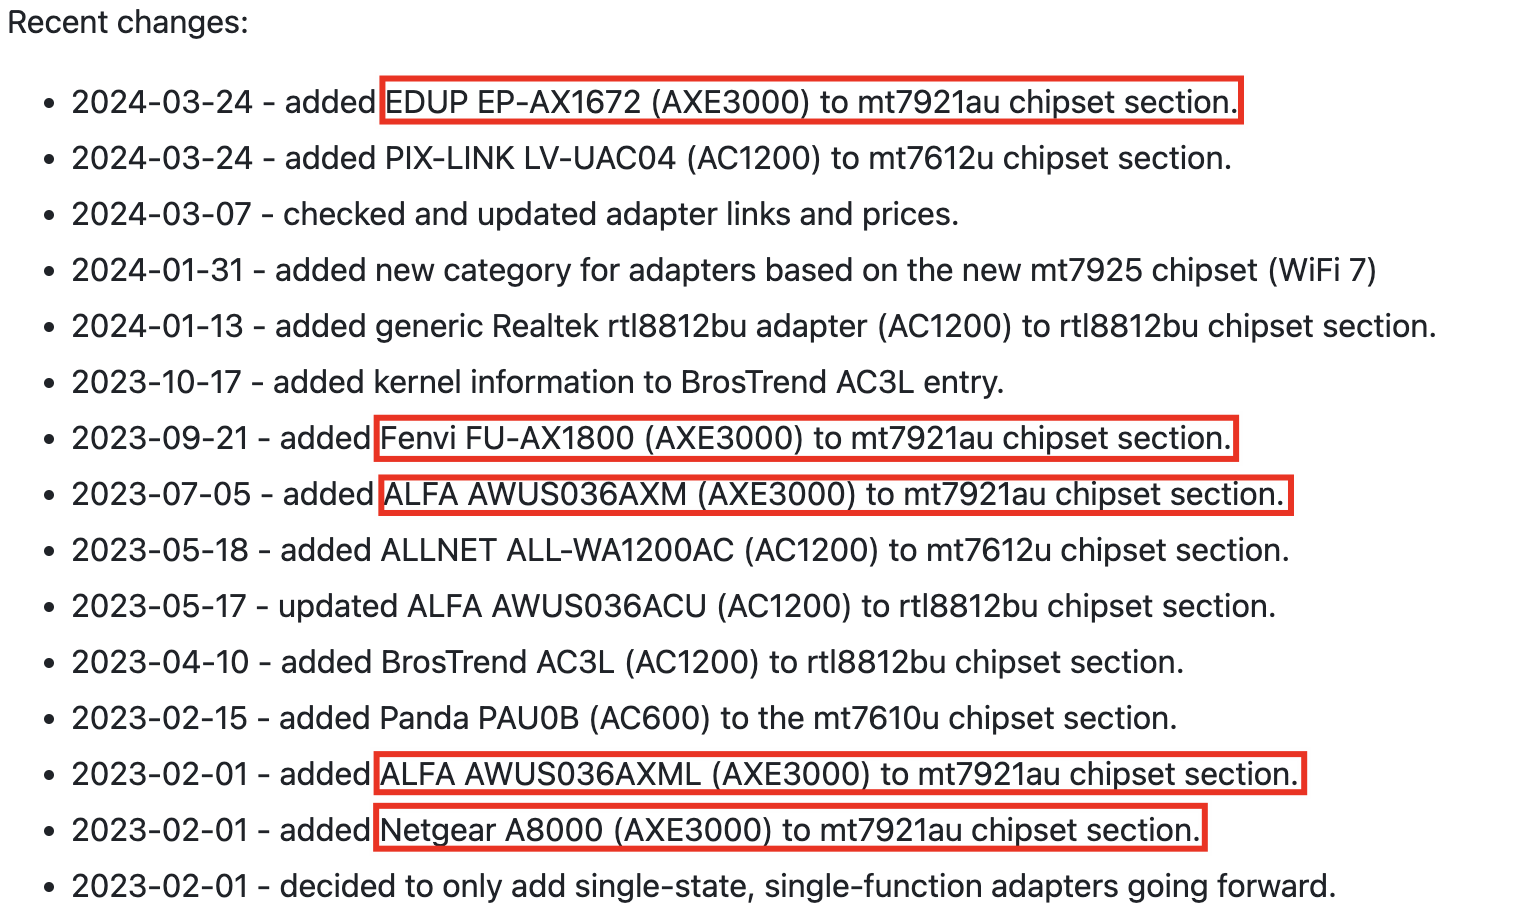 Recent changes:
• 2024-03-24 - added EDUP EP-AX1672 (AXE3000) to mt7921au chipset section.
• 2024-03-24 - added PIX-LINK LV-UAC04 (AC1200) to mt7612u chipset section.
• 2024-03-07 - checked and updated adapter links and prices.
• 2024-01-31 - added new category for adapters based on the new mt7925 chipset (WiFi 7)
• 2024-01-13 - added generic Realtek rtl8812bu adapter (AC1200) to rtl8812bu chipset section.
• 2023-10-17 - added kernel information to BrosTrend AC3L entry.
• 2023-09-21 - added Fenvi FU-AX1800 (AXE3000) to mt7921au chipset section.
• 2023-07-05 - added ALFA AWUS036AXM (AXE3000) to mt7921au chipset section.
• 2023-05-18 - added ALLNET ALL-WA1200AC (AC1200) to mt7612u chipset section.
• 2023-05-17 - updated ALFA AWUS036ACU (AC1200) to rtl8812bu chipset section.
• 2023-04-10 - added BrosTrend AC3L (AC1200) to rtl8812bu chipset section.
• 2023-02-15 - added Panda PAU0B (AC600) to the mt7610u chipset section.
• 2023-02-01 - added ALFA AWUS036AXML (AXE3000) to mt7921au chipset section.
• 2023-02-01 - added Netgear A8000 (AXE3000) to mt7921au chipset section.
• 2023-02-01 - decided to only add single-state, single-function adapters going forward.